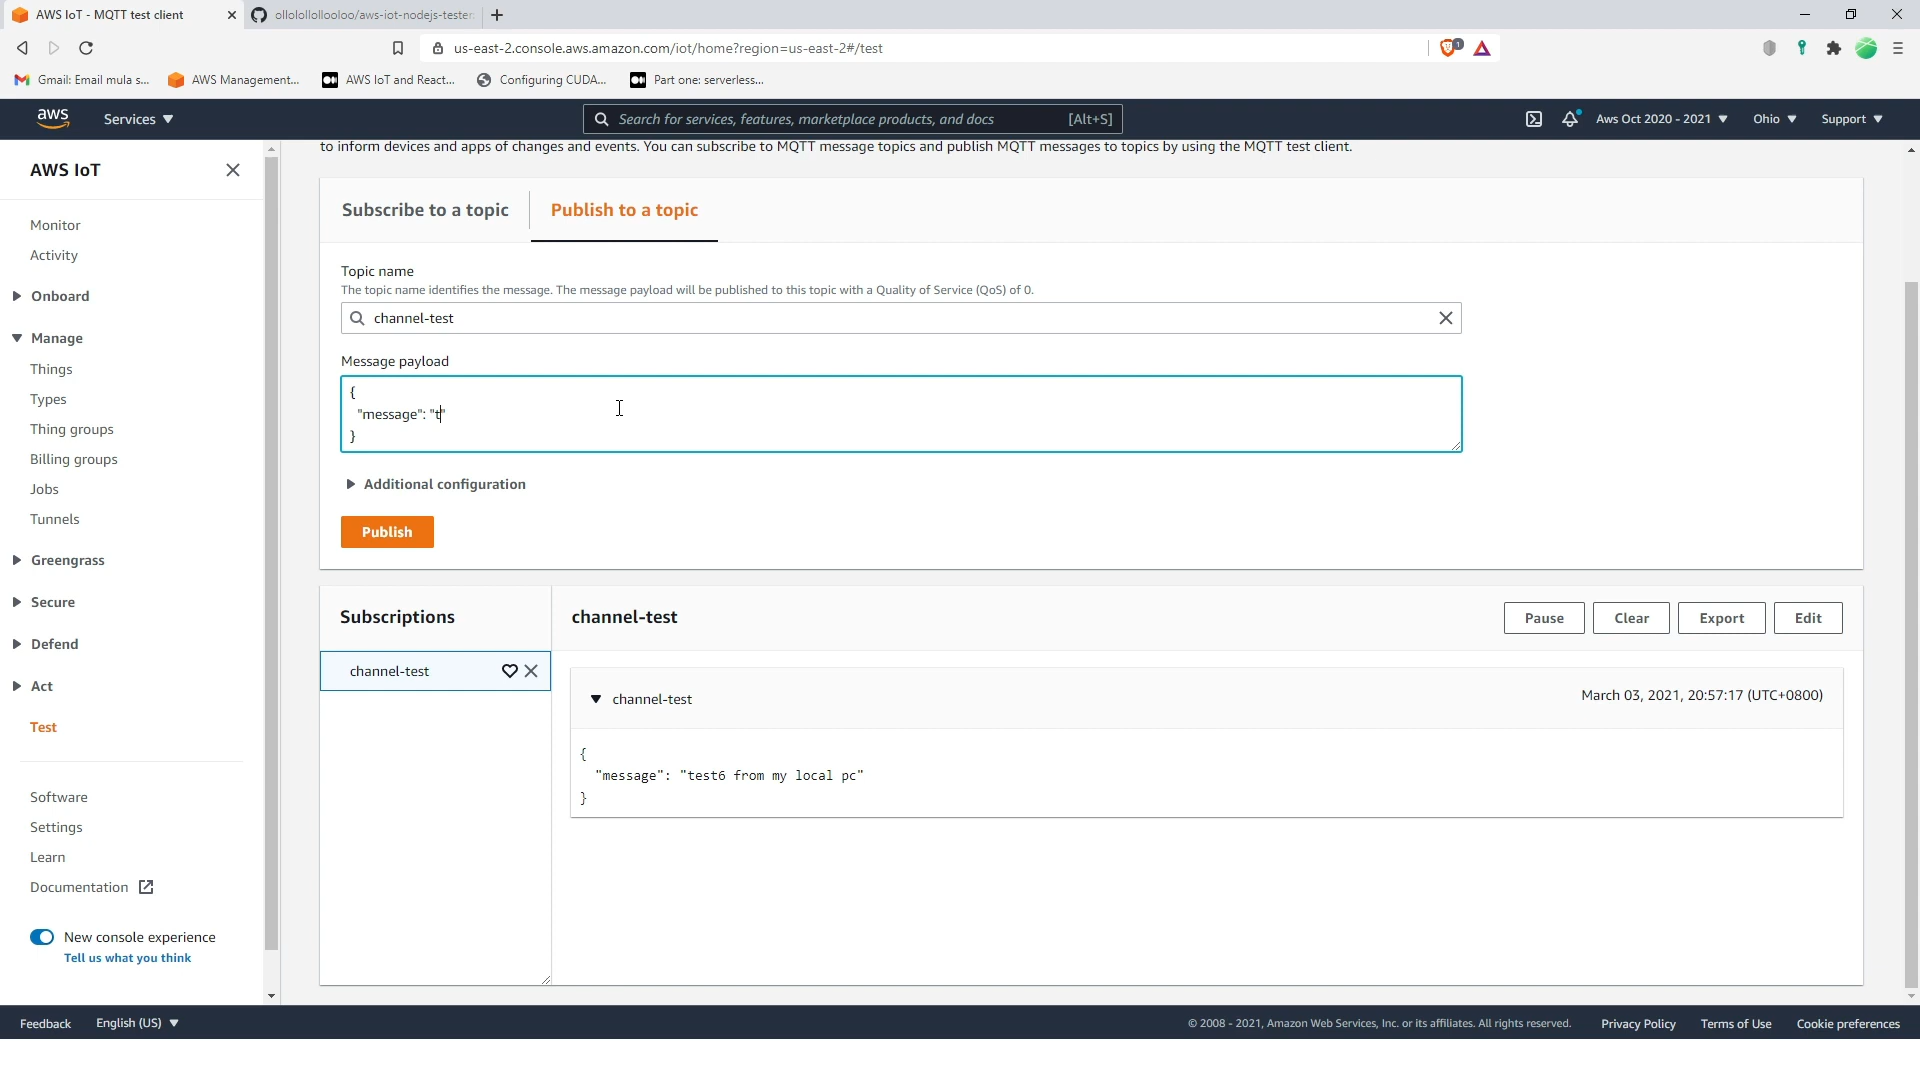 AWS IoT - MQTT test client
ollolollollooloo/aws-iot-nodejs-tester
us-east-2.console.aws.amazon.com/iot/home?region=us-east-2#/test
1
Gmail: Email mula s...
AWS Management...
AWS IoT and React...
Configuring CUDA...
Part one: serverless...
aws
Services
Search for services, features, marketplace products, and docs
[Alt+S]
Aws Oct 2020 - 2021
Ohio
Support
AWS IoT
Monitor
Activity
Onboard
Manage
Things
Types
Thing groups
Billing groups
Jobs
Tunnels
Greengrass
Secure
Defend
Act
Test
Software
Settings
Learn
Documentation
New console experience
Tell us what you think
to inform devices and apps of changes and events. You can subscribe to MQTT message topics and publish MQTT messages to topics by using the MQTT test client.
Subscribe to a topic
Publish to a topic
Topic name
The topic name identifies the message. The message payload will be published to this topic with a Quality of Service (QoS) of 0.
channel-test
Message payload
{
"message": "t"
}
Additional configuration
Publish
Subscriptions
channel-test
channel-test
Pause
Clear
Export
Edit
channel-test
March 03, 2021, 20:57:17 (UTC+0800)
{
"message": "test6 from my local pc"
}
Feedback
English (US)
© 2008 - 2021, Amazon Web Services, Inc. or its affiliates. All rights reserved.
Privacy Policy
Terms of Use
Cookie preferences